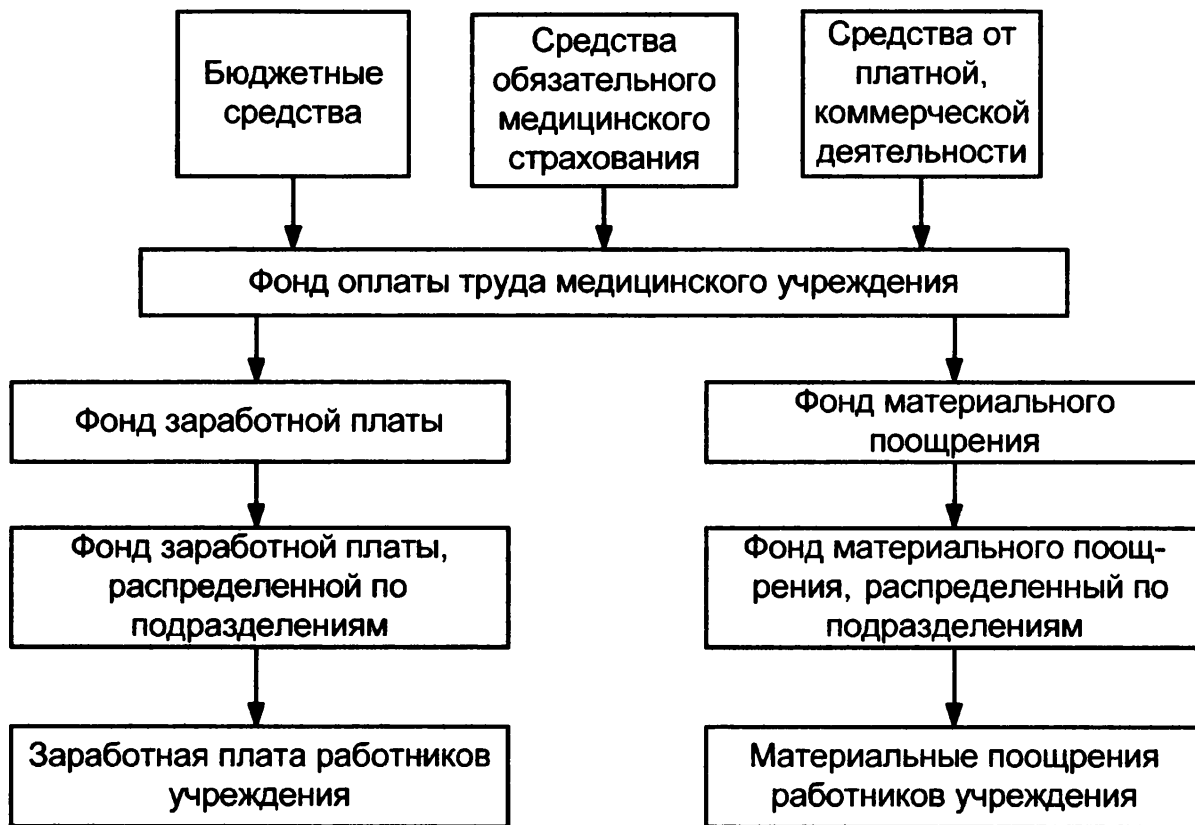 Бюджетные
средства
Средства
обязательного
медицинского
страхования
Средства от
платной,
коммерческой
деятельности
Фонд оплаты труда медицинского учреждения
Фонд заработной платы
Фонд материального
поощрения
Фонд заработной платы,
распределенной по
подразделениям
Фонд материального поощ-
рения, распределенный по
подразделениям
Заработная плата работников
учреждения
Материальные поощрения
работников учреждения